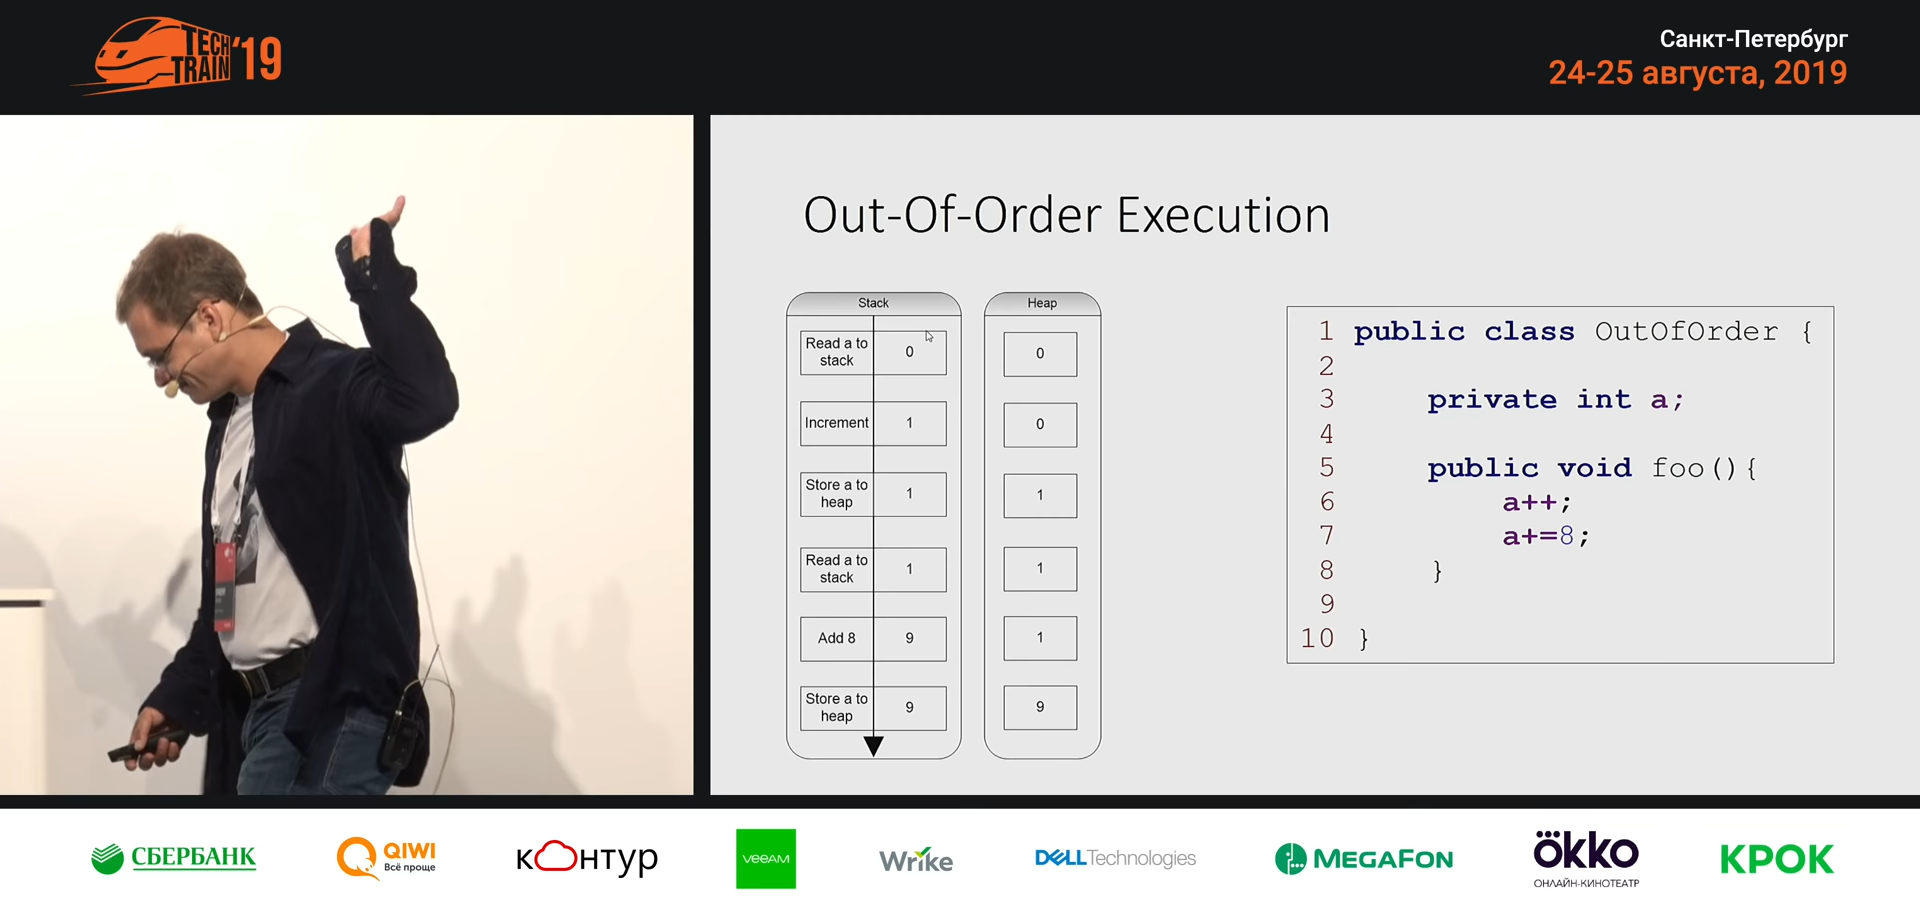 TECH
TRAIN
'19
Санкт-Петербург
24-25 августа, 2019
Out-Of-Order Execution
Stack
Read a to
stack
0
Increment
1
Store a to
heap
1
Read a to
stack
1
Add 8
9
Store a to
heap
9
Heap
0
0
1
1
1
9
1 public class OutOfOrder {
2
3 private int a;
4
5 public void foo(){
6 a++;
7 a+=8;
8 }
9
10 }
СБЕРБАНК
QIWI
Всё проще
кОнтур
veeam
Wrike
DELLTechnologies
MEGAFON
ökko
ОНЛАЙН-КИНОТЕАТР
КРОК